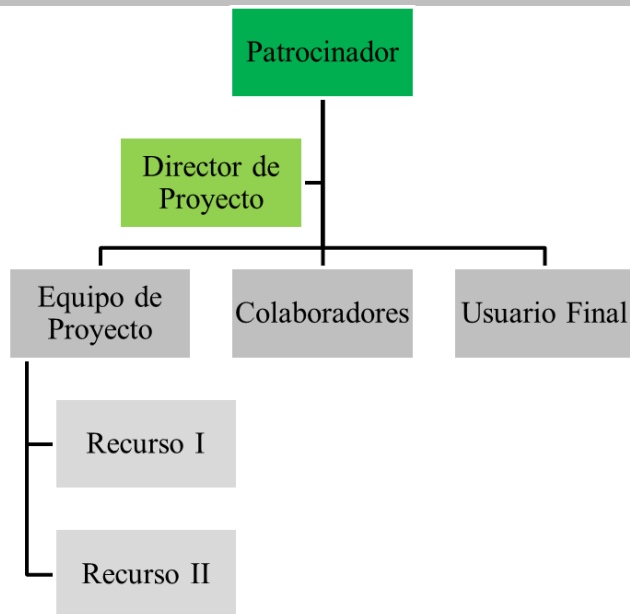 Patrocinador
Director de
Proyecto
Equipo de
Proyecto
Colaboradores
Usuario Final
Recurso I
Recurso II